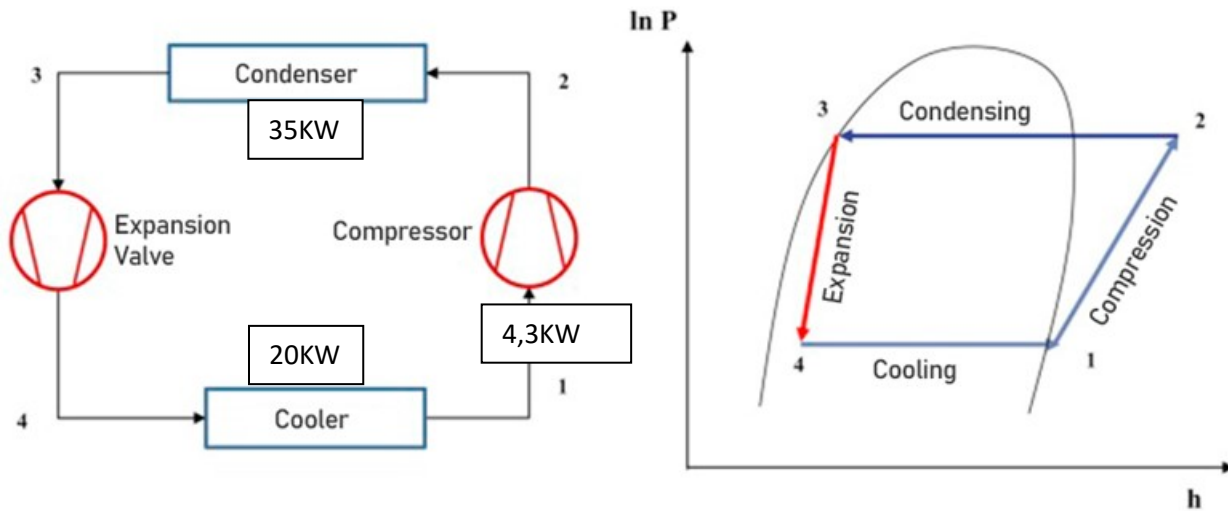 Condenser
35KW
3
2
Expansion
Valve
Compressor
4,3KW
20KW
Cooler
4
1
ln P
3
Condensing
2
Expansion
Compression
4
Cooling
1
h